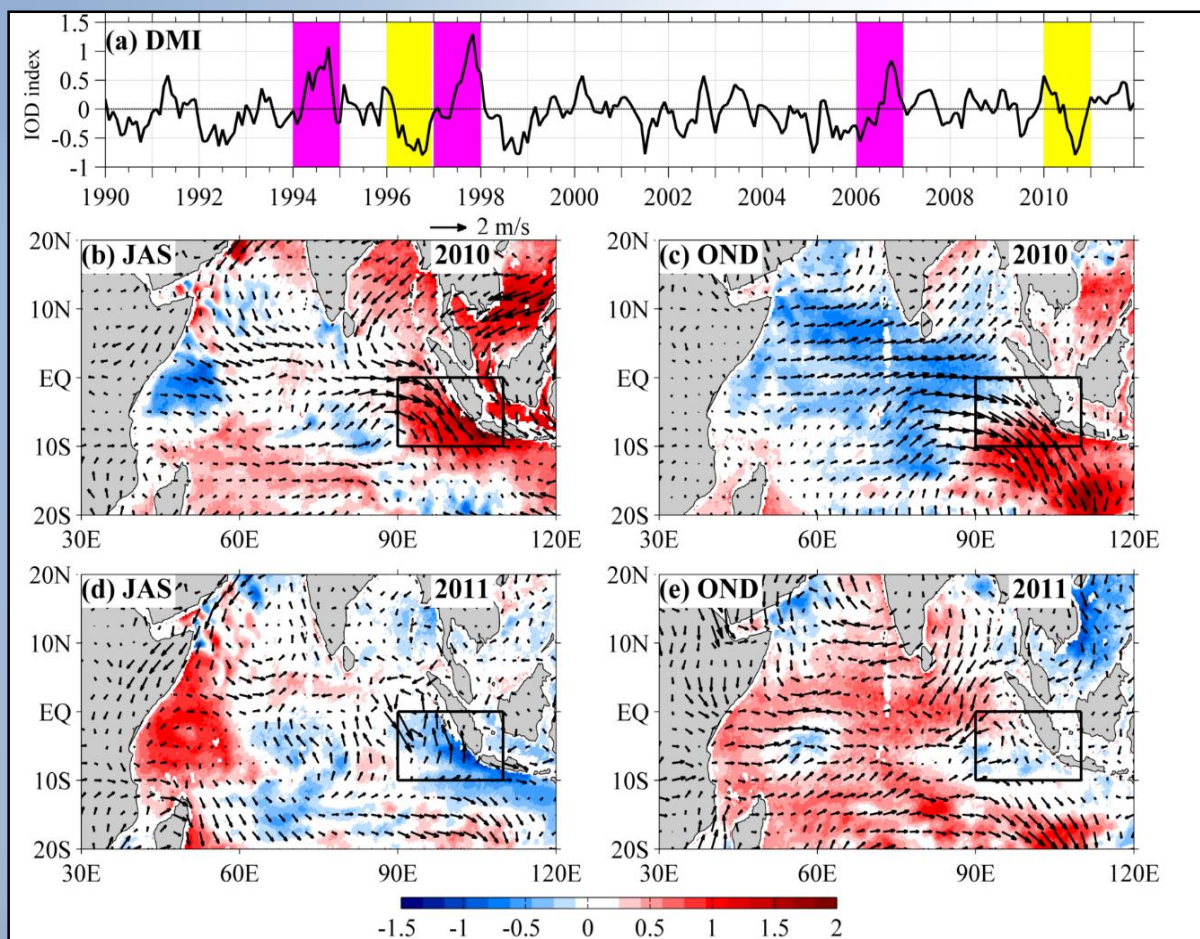 (a) DMI
IOD index
1.5
1
0.5
0
-0.5
-1
1990 1992 1994 1996 1998 2000 2002 2004 2006 2008 2010
2 m/s
(b) JAS 2010
(c) OND 2010
20N
10N
EQ
10S
20S
30E 60E 90E 120E
20N
10N
EQ
10S
20S
30E 60E 90E 120E
(d) JAS 2011
(e) OND 2011
20N
10N
EQ
10S
20S
30E 60E 90E 120E
20N
10N
EQ
10S
20S
30E 60E 90E 120E
-1.5 -1 -0.5 0 0.5 1 1.5 2